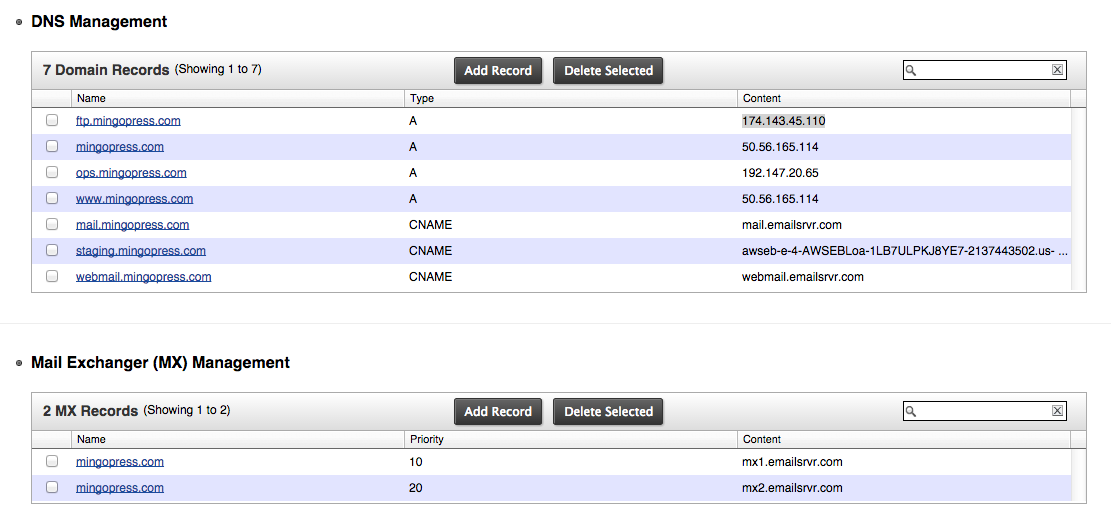 DNS Management
7 Domain Records (Showing 1 to 7) Add Record Delete Selected
Name Type Content
ftp.mingopress.com A 174.143.45.110
mingopress.com A 50.56.165.114
ops.mingopress.com A 192.147.20.65
www.mingopress.com A 50.56.165.114
mail.mingopress.com CNAME mail.emailsrvr.com
staging.mingopress.com CNAME awseb-e-4-AWSEBLoa-1LB7ULPKJ8YE7-2137443502.us- ...
webmail.mingopress.com CNAME webmail.emailsrvr.com
Mail Exchanger (MX) Management
2 MX Records (Showing 1 to 2) Add Record Delete Selected
Name Priority Content
mingopress.com 10 mx1.emailsrvr.com
mingopress.com 20 mx2.emailsrvr.com